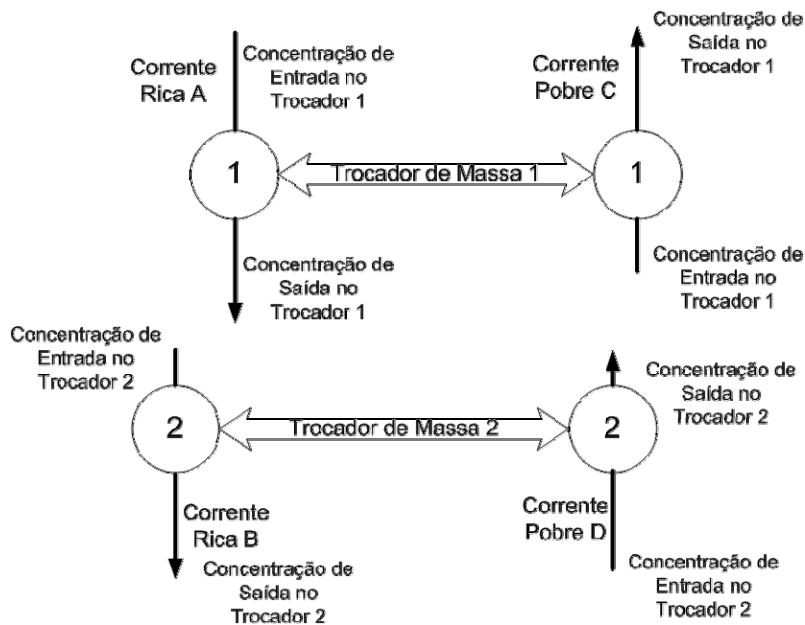 Concentração de
Entrada no
Trocador 1
Corrente
Rica A
1
Concentração de
Saída no
Trocador 1
Trocador de Massa 1
Concentração de
Saída no
Trocador 1
Corrente
Pobre C
1
Concentração de
Entrada no
Trocador 1
Concentração de
Entrada no
Trocador 2
2
Corrente
Rica B
Concentração de
Saída no
Trocador 2
Trocador de Massa 2
Concentração de
Saída no
Trocador 2
2
Corrente
Pobre D
Concentração de
Entrada no
Trocador 2